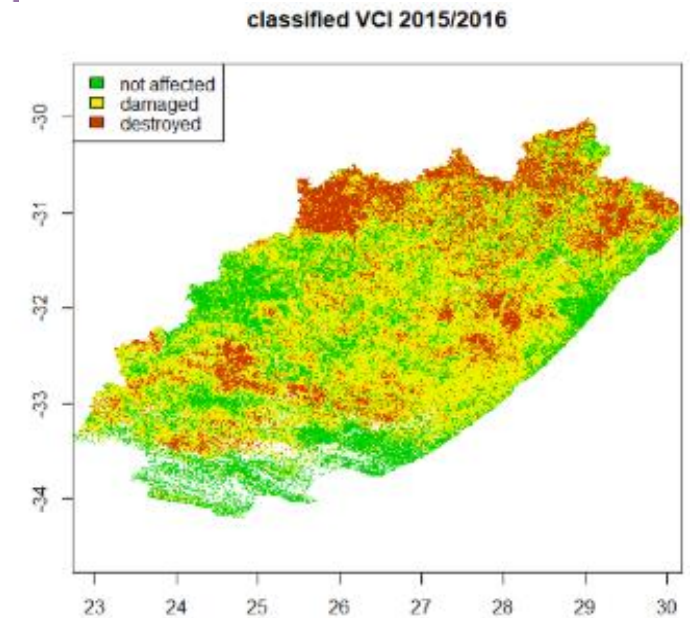 classified VCI 2015/2016
not affected
damaged
destroyed
-30
-31
-32
-33
-34
23 24 25 26 27 28 29 30